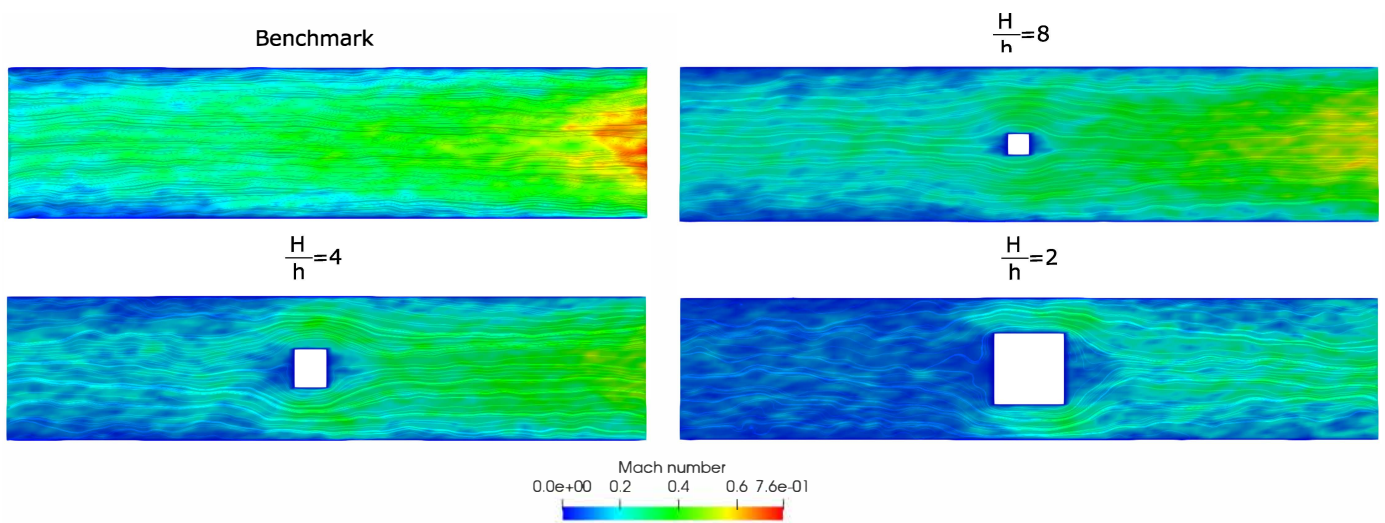 Benchmark
H
h
=8
H
h
=4
H
h
=2
Mach number
0.0e+00 0.2 0.4 0.6 7.6e-01